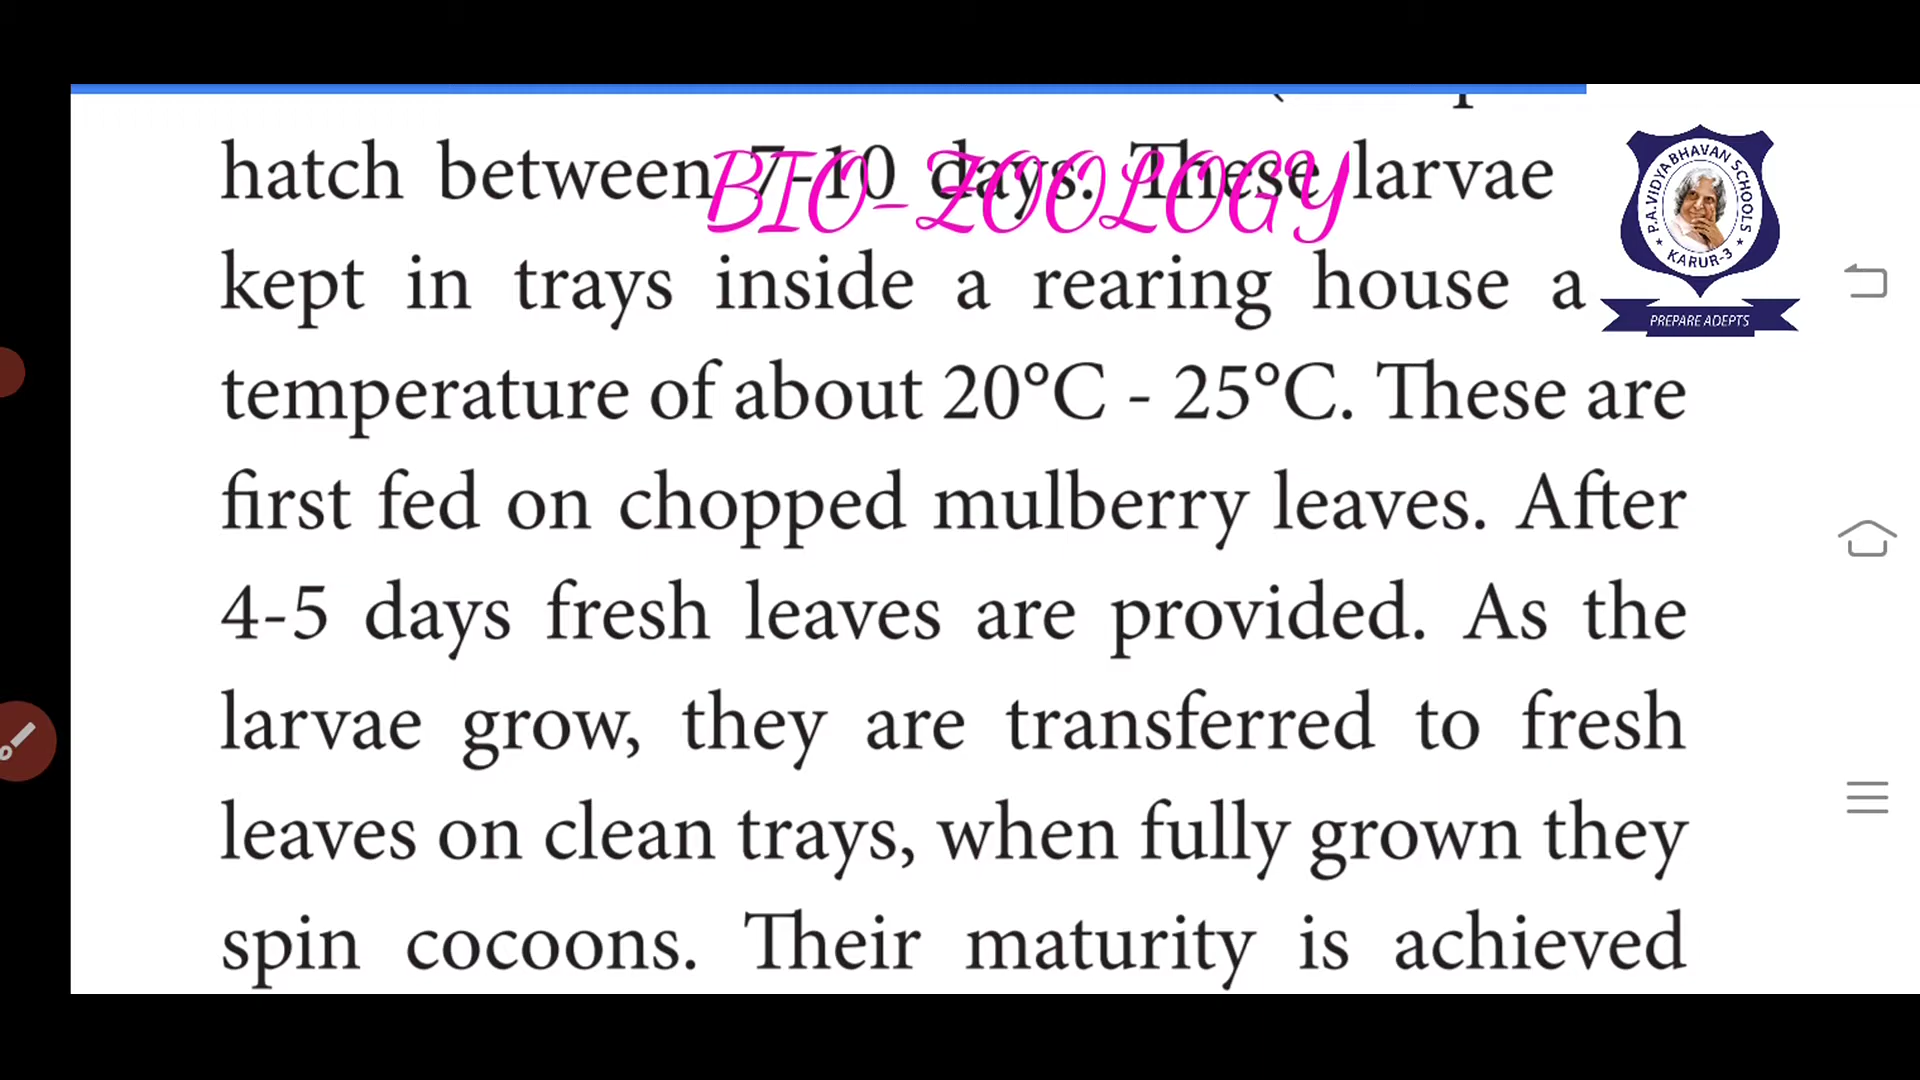 hatch between 7-10 days. These larvae
BIO-ZOOLOGY
kept in trays inside a rearing house a
temperature of about 20°C - 25°C. These are
first fed on chopped mulberry leaves. After
4-5 days fresh leaves are provided. As the
larvae grow, they are transferred to fresh
leaves on clean trays, when fully grown they
spin cocoons. Their maturity is achieved
P.A.VIDYABHAVAN SCHOOLS
KARUR-3
PREPARE ADEPTS